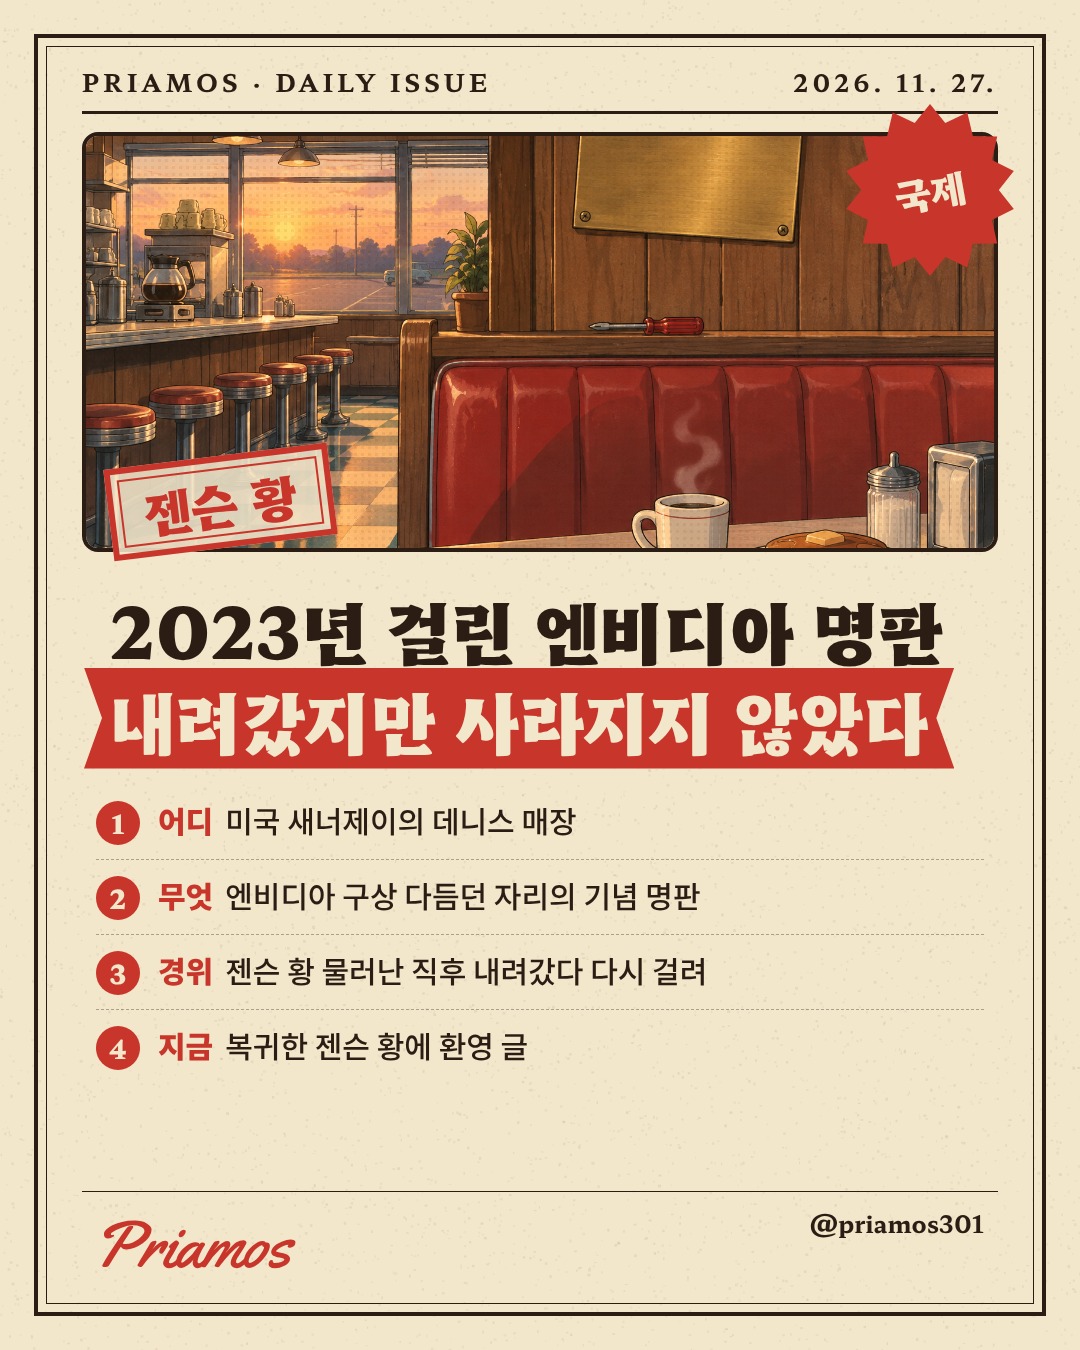 PRIAMOS · DAILY ISSUE
2026. 11. 27.
국제
젠슨 황
2023년 걸린 엔비디아 명판
내려갔지만 사라지지 않았다
1 어디 미국 새너제이의 데니스 매장
2 무엇 엔비디아 구상 다듬던 자리의 기념 명판
3 경위 젠슨 황 물러난 직후 내려갔다 다시 걸려
4 지금 복귀한 젠슨 황에 환영 글
Priamos
@priamos301